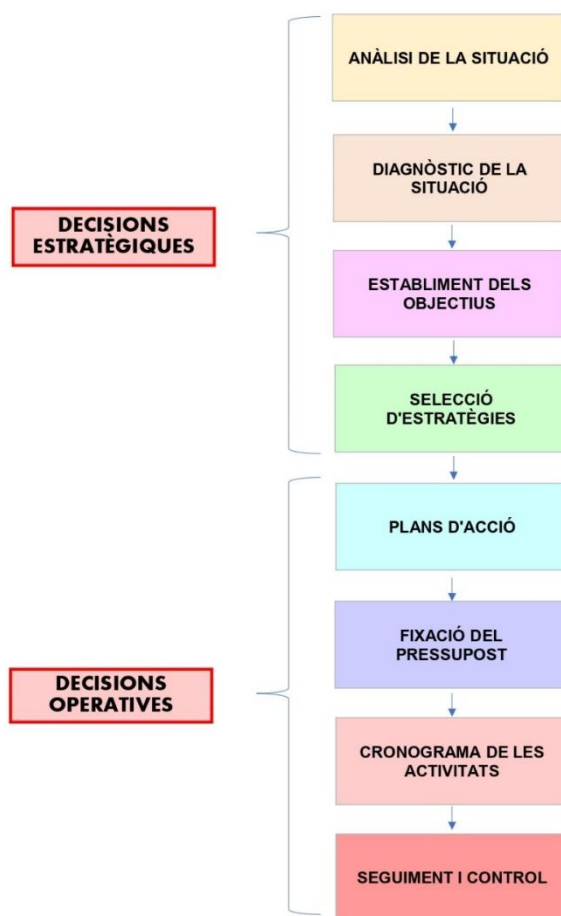 ANÀLISI DE LA SITUACIÓ
DIAGNÒSTIC DE LA
SITUACIÓ
DECISIONS
ESTRATÈGIQUES
ESTABLIMENT DELS
OBJECTIUS
SELECCIÓ
D'ESTRATÈGIES
PLANS D'ACCIÓ
FIXACIÓ DEL
PRESSUPOST
DECISIONS
OPERATIVES
CRONOGRAMA DE LES
ACTIVITATS
SEGUIMENT I CONTROL